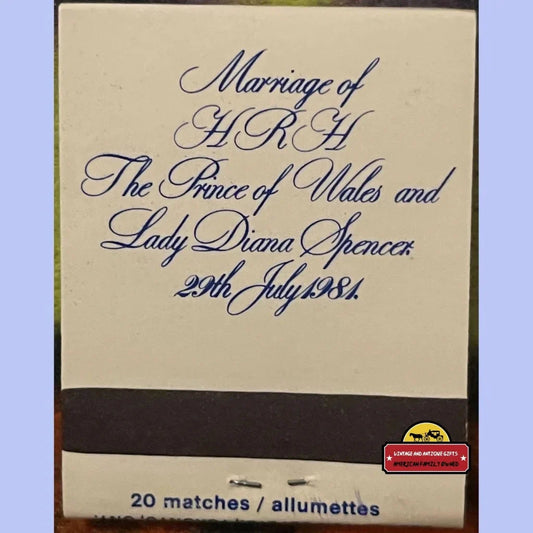 Marriage of
HRH
The Prince of Wales and
Lady Diana Spencer.
29th July 1981.
VINTAGE AND ANTIQUE GIFTS
AMERICAN FAMILY OWNED
20 matches / allumettes